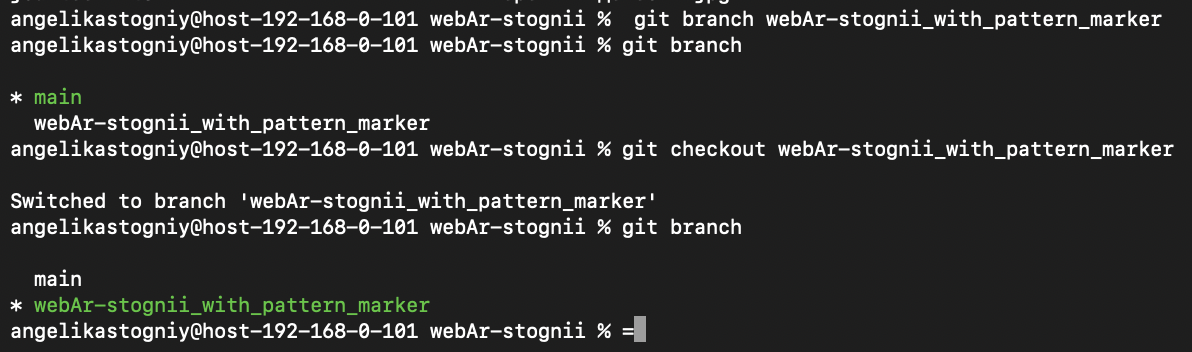 angelikastogniy@host-192-168-0-101 webAr-stognii %  git branch webAr-stognii_with_pattern_marker
angelikastogniy@host-192-168-0-101 webAr-stognii % git branch
* main
  webAr-stognii_with_pattern_marker
angelikastogniy@host-192-168-0-101 webAr-stognii % git checkout webAr-stognii_with_pattern_marker
Switched to branch 'webAr-stognii_with_pattern_marker'
angelikastogniy@host-192-168-0-101 webAr-stognii % git branch
  main
* webAr-stognii_with_pattern_marker
angelikastogniy@host-192-168-0-101 webAr-stognii % =